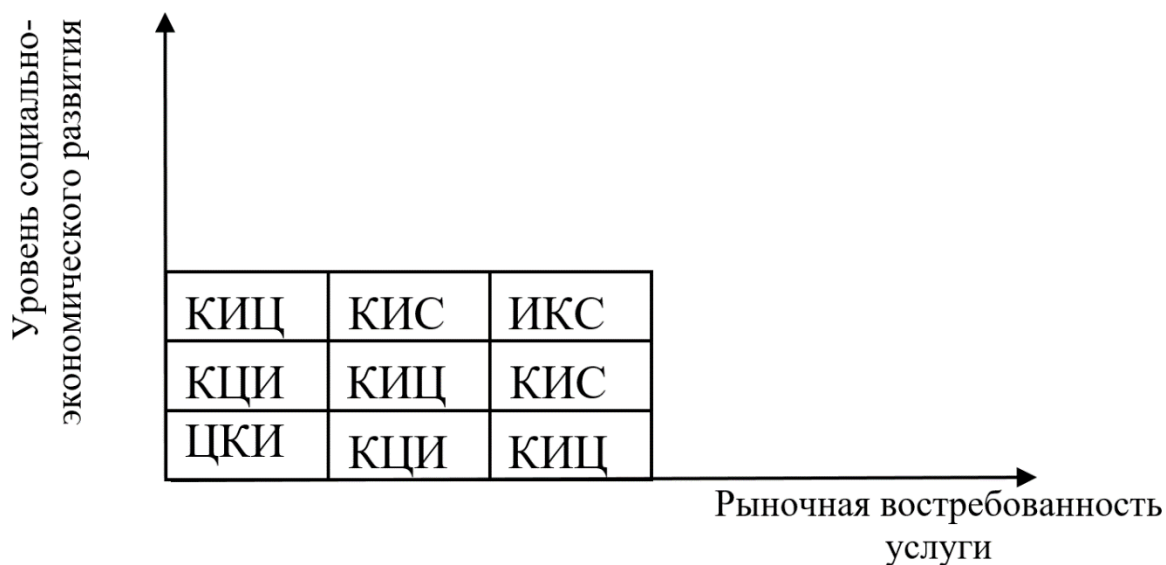 Уровень социально-
экономического развития
КИЦ КИС ИКС
КЦИ КИЦ КИС
ЦКИ КЦИ КИЦ
Рыночная востребованность
услуги